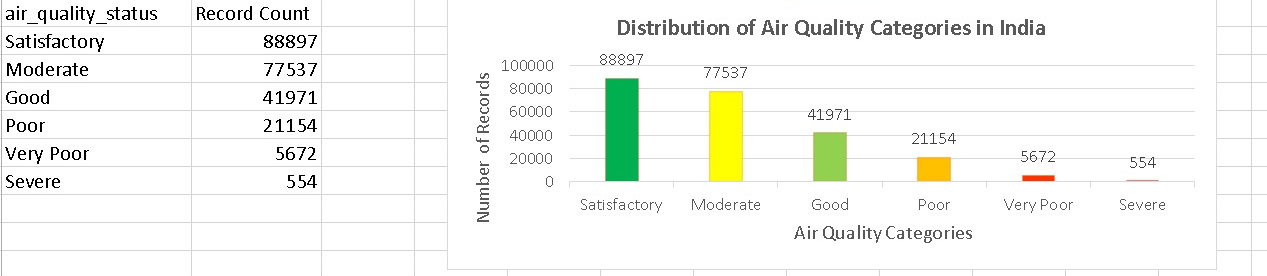 air_quality_status Record Count
Satisfactory 88897
Moderate 77537
Good 41971
Poor 21154
Very Poor 5672
Severe 554
Distribution of Air Quality Categories in India
Number of Records
100000
80000
60000
40000
20000
0
88897
77537
41971
21154
5672
554
Satisfactory Moderate Good Poor Very Poor Severe
Air Quality Categories